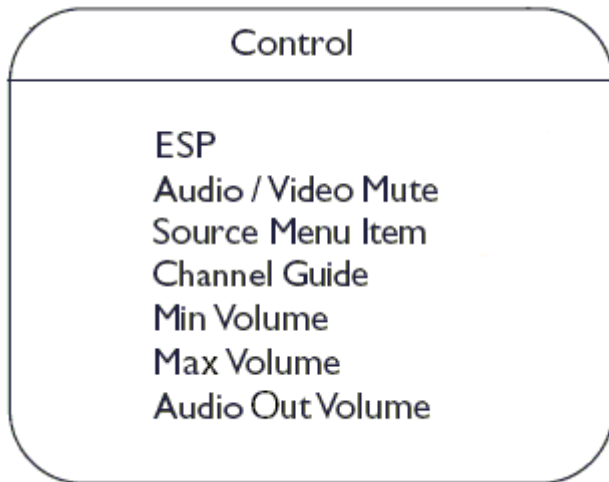 Control
ESP
Audio / Video Mute
Source Menu Item
Channel Guide
Min Volume
Max Volume
Audio Out Volume